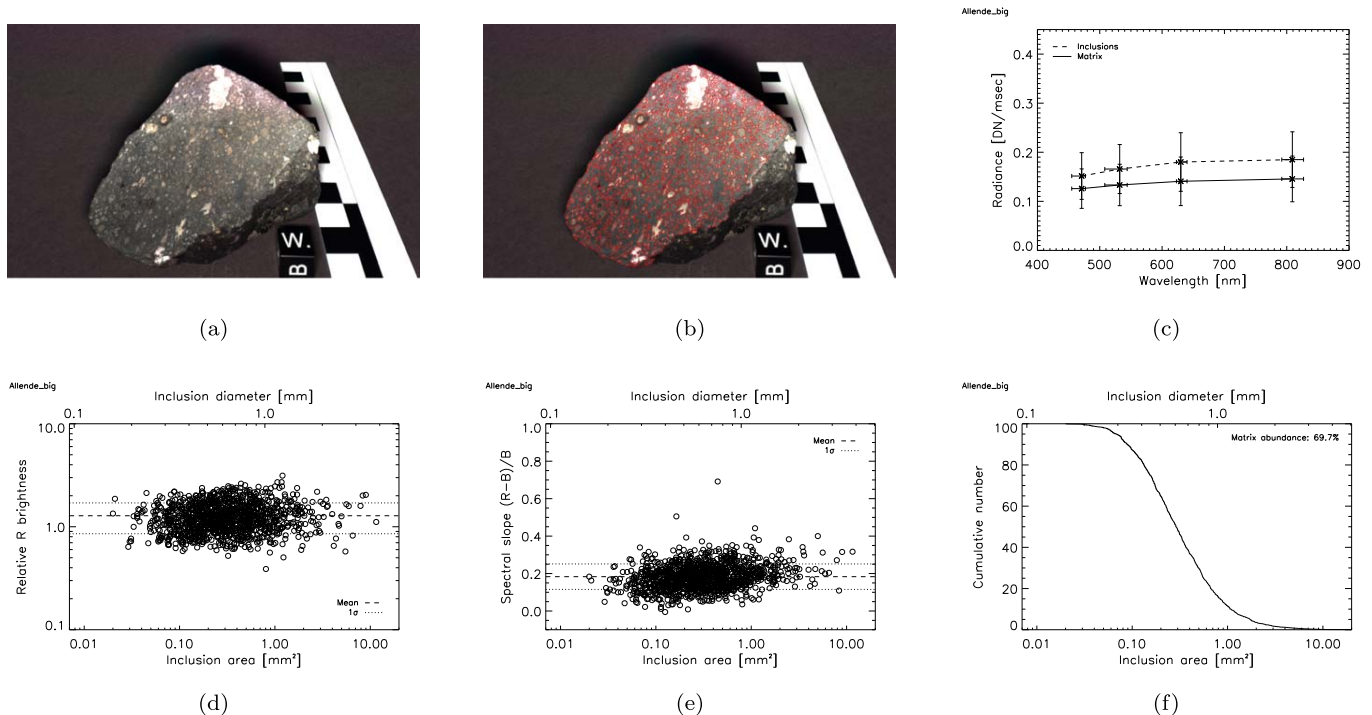 W.
B
(a)
W.
B
(b)
Allende_big
Inclusions
Matrix
Radiance [DN/msec]
0.4
0.3
0.2
0.1
0.0
400 500 600 700 800 900
Wavelength [nm]
(c)
Allende_big
Inclusion diameter [mm]
0.1 1.0
10.0
1.0
0.1
Relative R brightness
Mean
1σ
0.01 0.10 1.00 10.00
Inclusion area [mm²]
(d)
Allende_big
Inclusion diameter [mm]
0.1 1.0
1.0
0.8
0.6
0.4
0.2
0.0
Spectral slope (R-B)/B
Mean
1σ
0.01 0.10 1.00 10.00
Inclusion area [mm²]
(e)
Allende_big
Inclusion diameter [mm]
0.1 1.0
Matrix abundance: 69.7%
100
80
60
40
20
0
Cumulative number
0.01 0.10 1.00 10.00
Inclusion area [mm²]
(f)